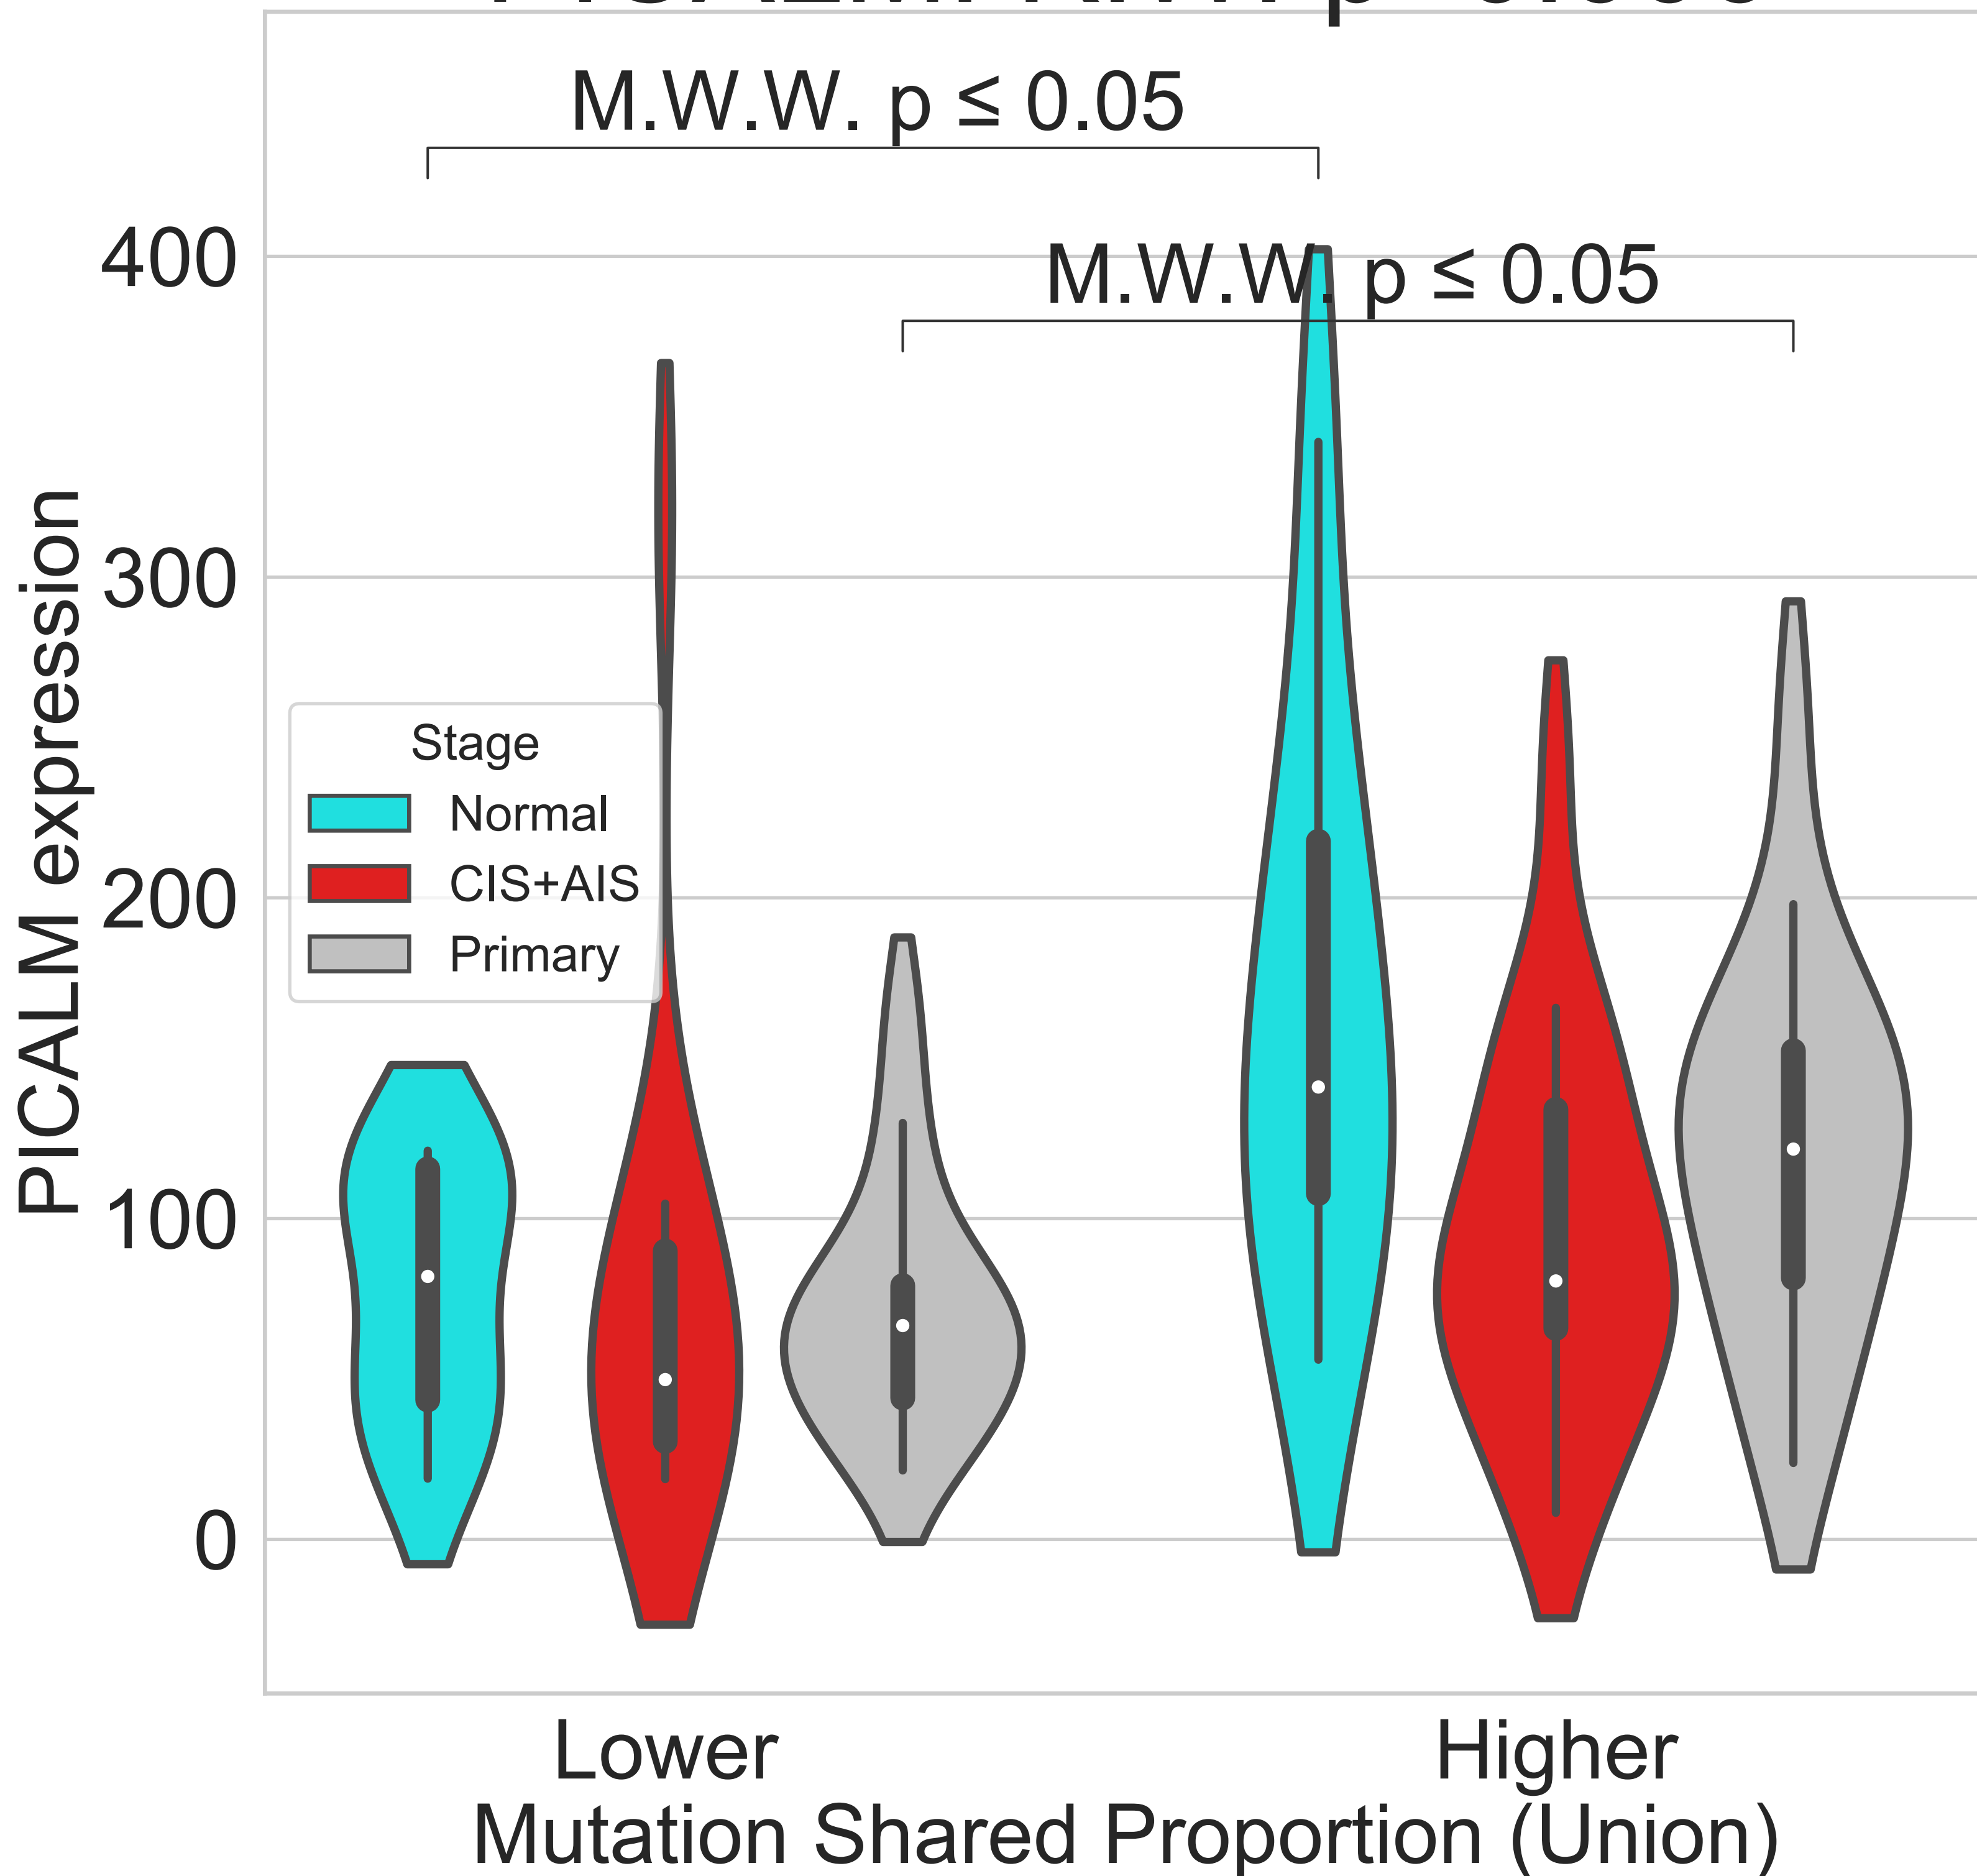 M.W.W. p ≤ 0.05
M.W.W. p ≤ 0.05
400
300
200
100
0
PICALM expression
Stage
Normal
CIS+AIS
Primary
Lower
Higher
Mutation Shared Proportion (Union)